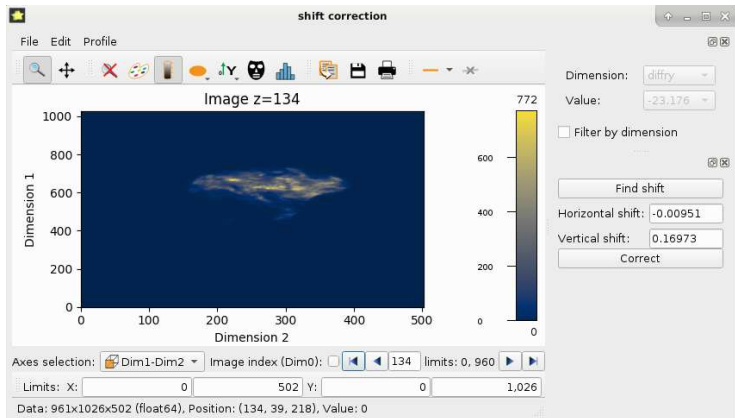 shift correction
File Edit Profile
Image z=134
772
1000
800
600
400
200
0
Dimension 1
0 100 200 300 400 500
Dimension 2
600
400
200
0
0
Axes selection: Dim1-Dim2 Image index (Dim0): 134 limits: 0, 960
Limits: X: 0 502 Y: 0 1,026
Data: 961x1026x502 (float64), Position: (134, 39, 218), Value: 0
Dimension: diffry
Value: -23.176
Filter by dimension
Find shift
Horizontal shift: -0.00951
Vertical shift: 0.16973
Correct